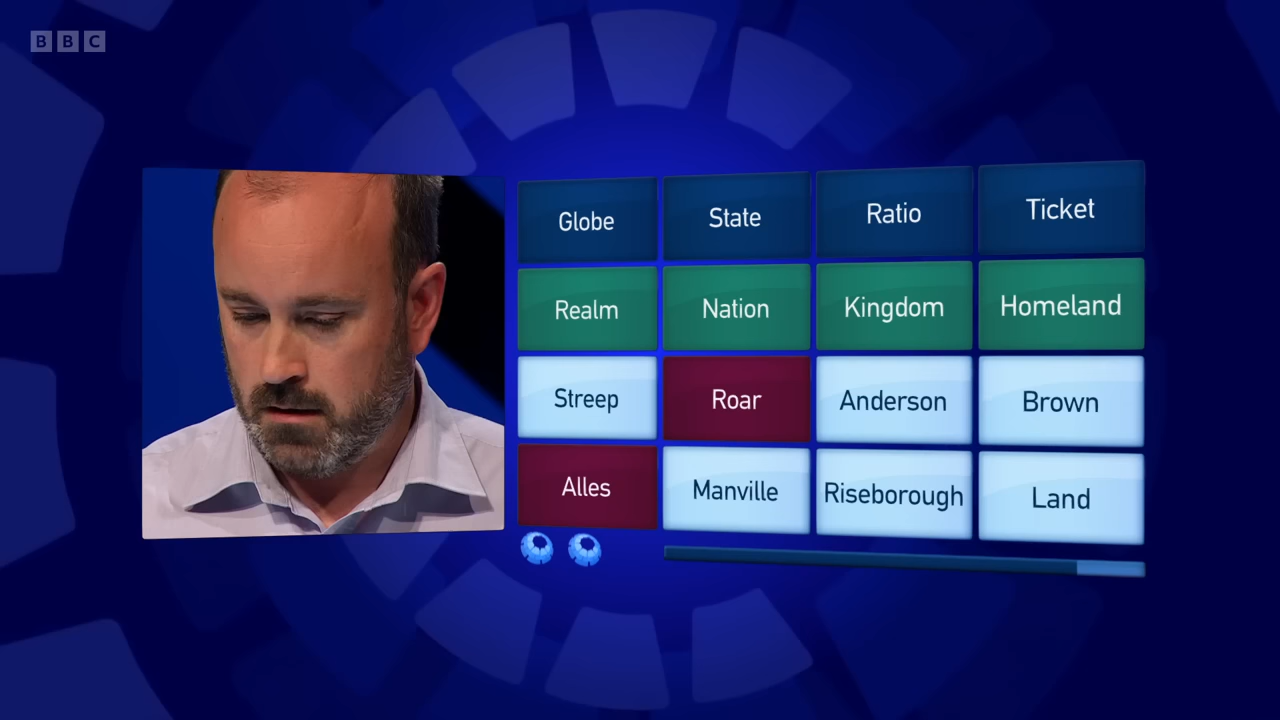 BBC
Globe
State
Ratio
Ticket
Realm
Nation
Kingdom
Homeland
Streep
Roar
Anderson
Brown
Alles
Manville
Riseborough
Land